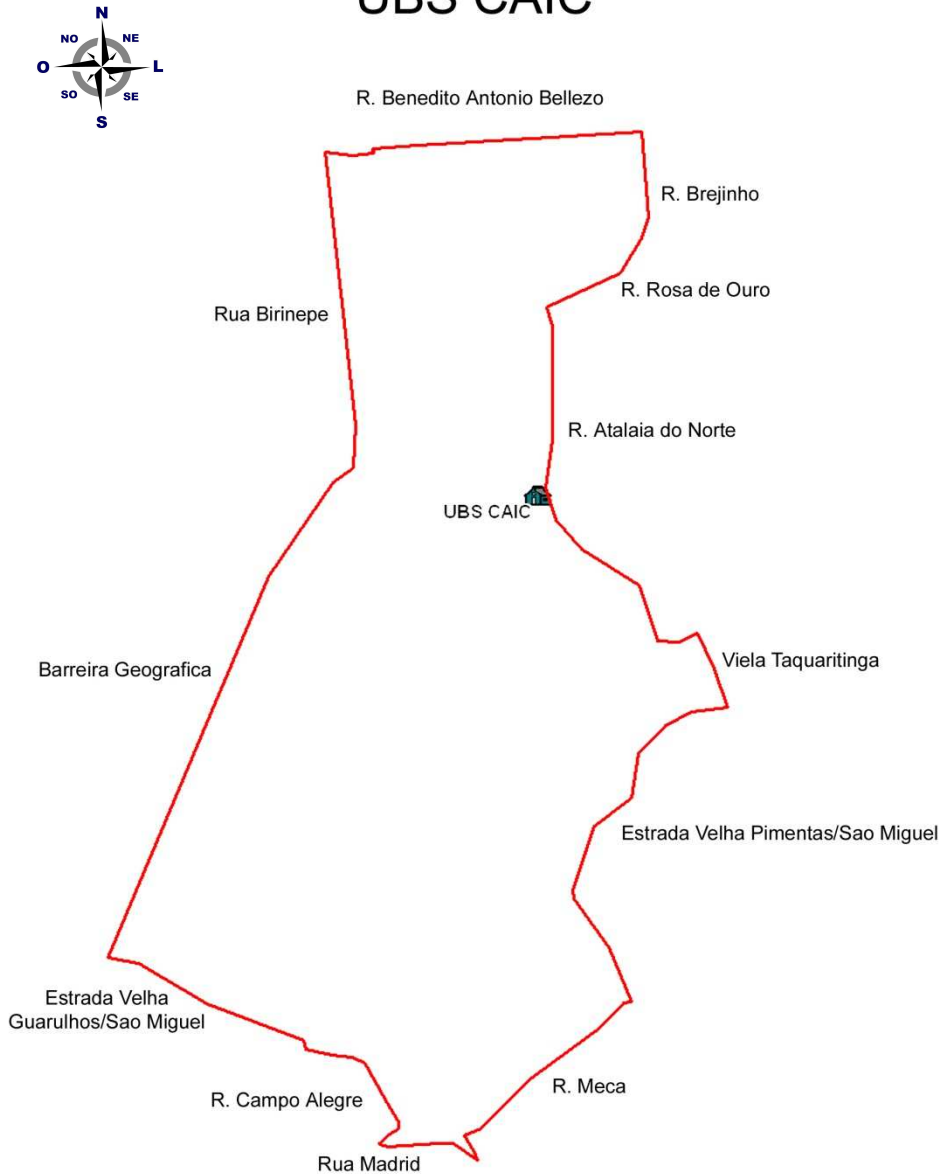 UBS CAIC
N
NO
NE
O
L
SO
SE
S
R. Benedito Antonio Bellezo
R. Brejinho
R. Rosa de Ouro
Rua Birinepe
R. Atalaia do Norte
UBS CAIC
Viela Taquaritinga
Barreira Geografica
Estrada Velha Pimentas/Sao Miguel
Estrada Velha
Guarulhos/Sao Miguel
R. Meca
R. Campo Alegre
Rua Madrid